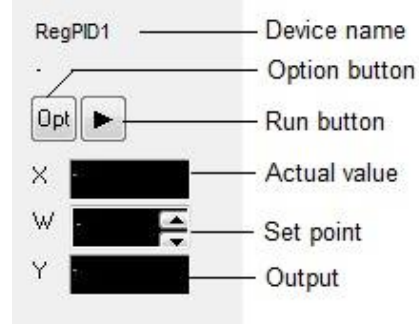 RegPID1
Device name
-
Option button
Opt
Run button
X
-
Actual value
W
-
Set point
Y
-
Output